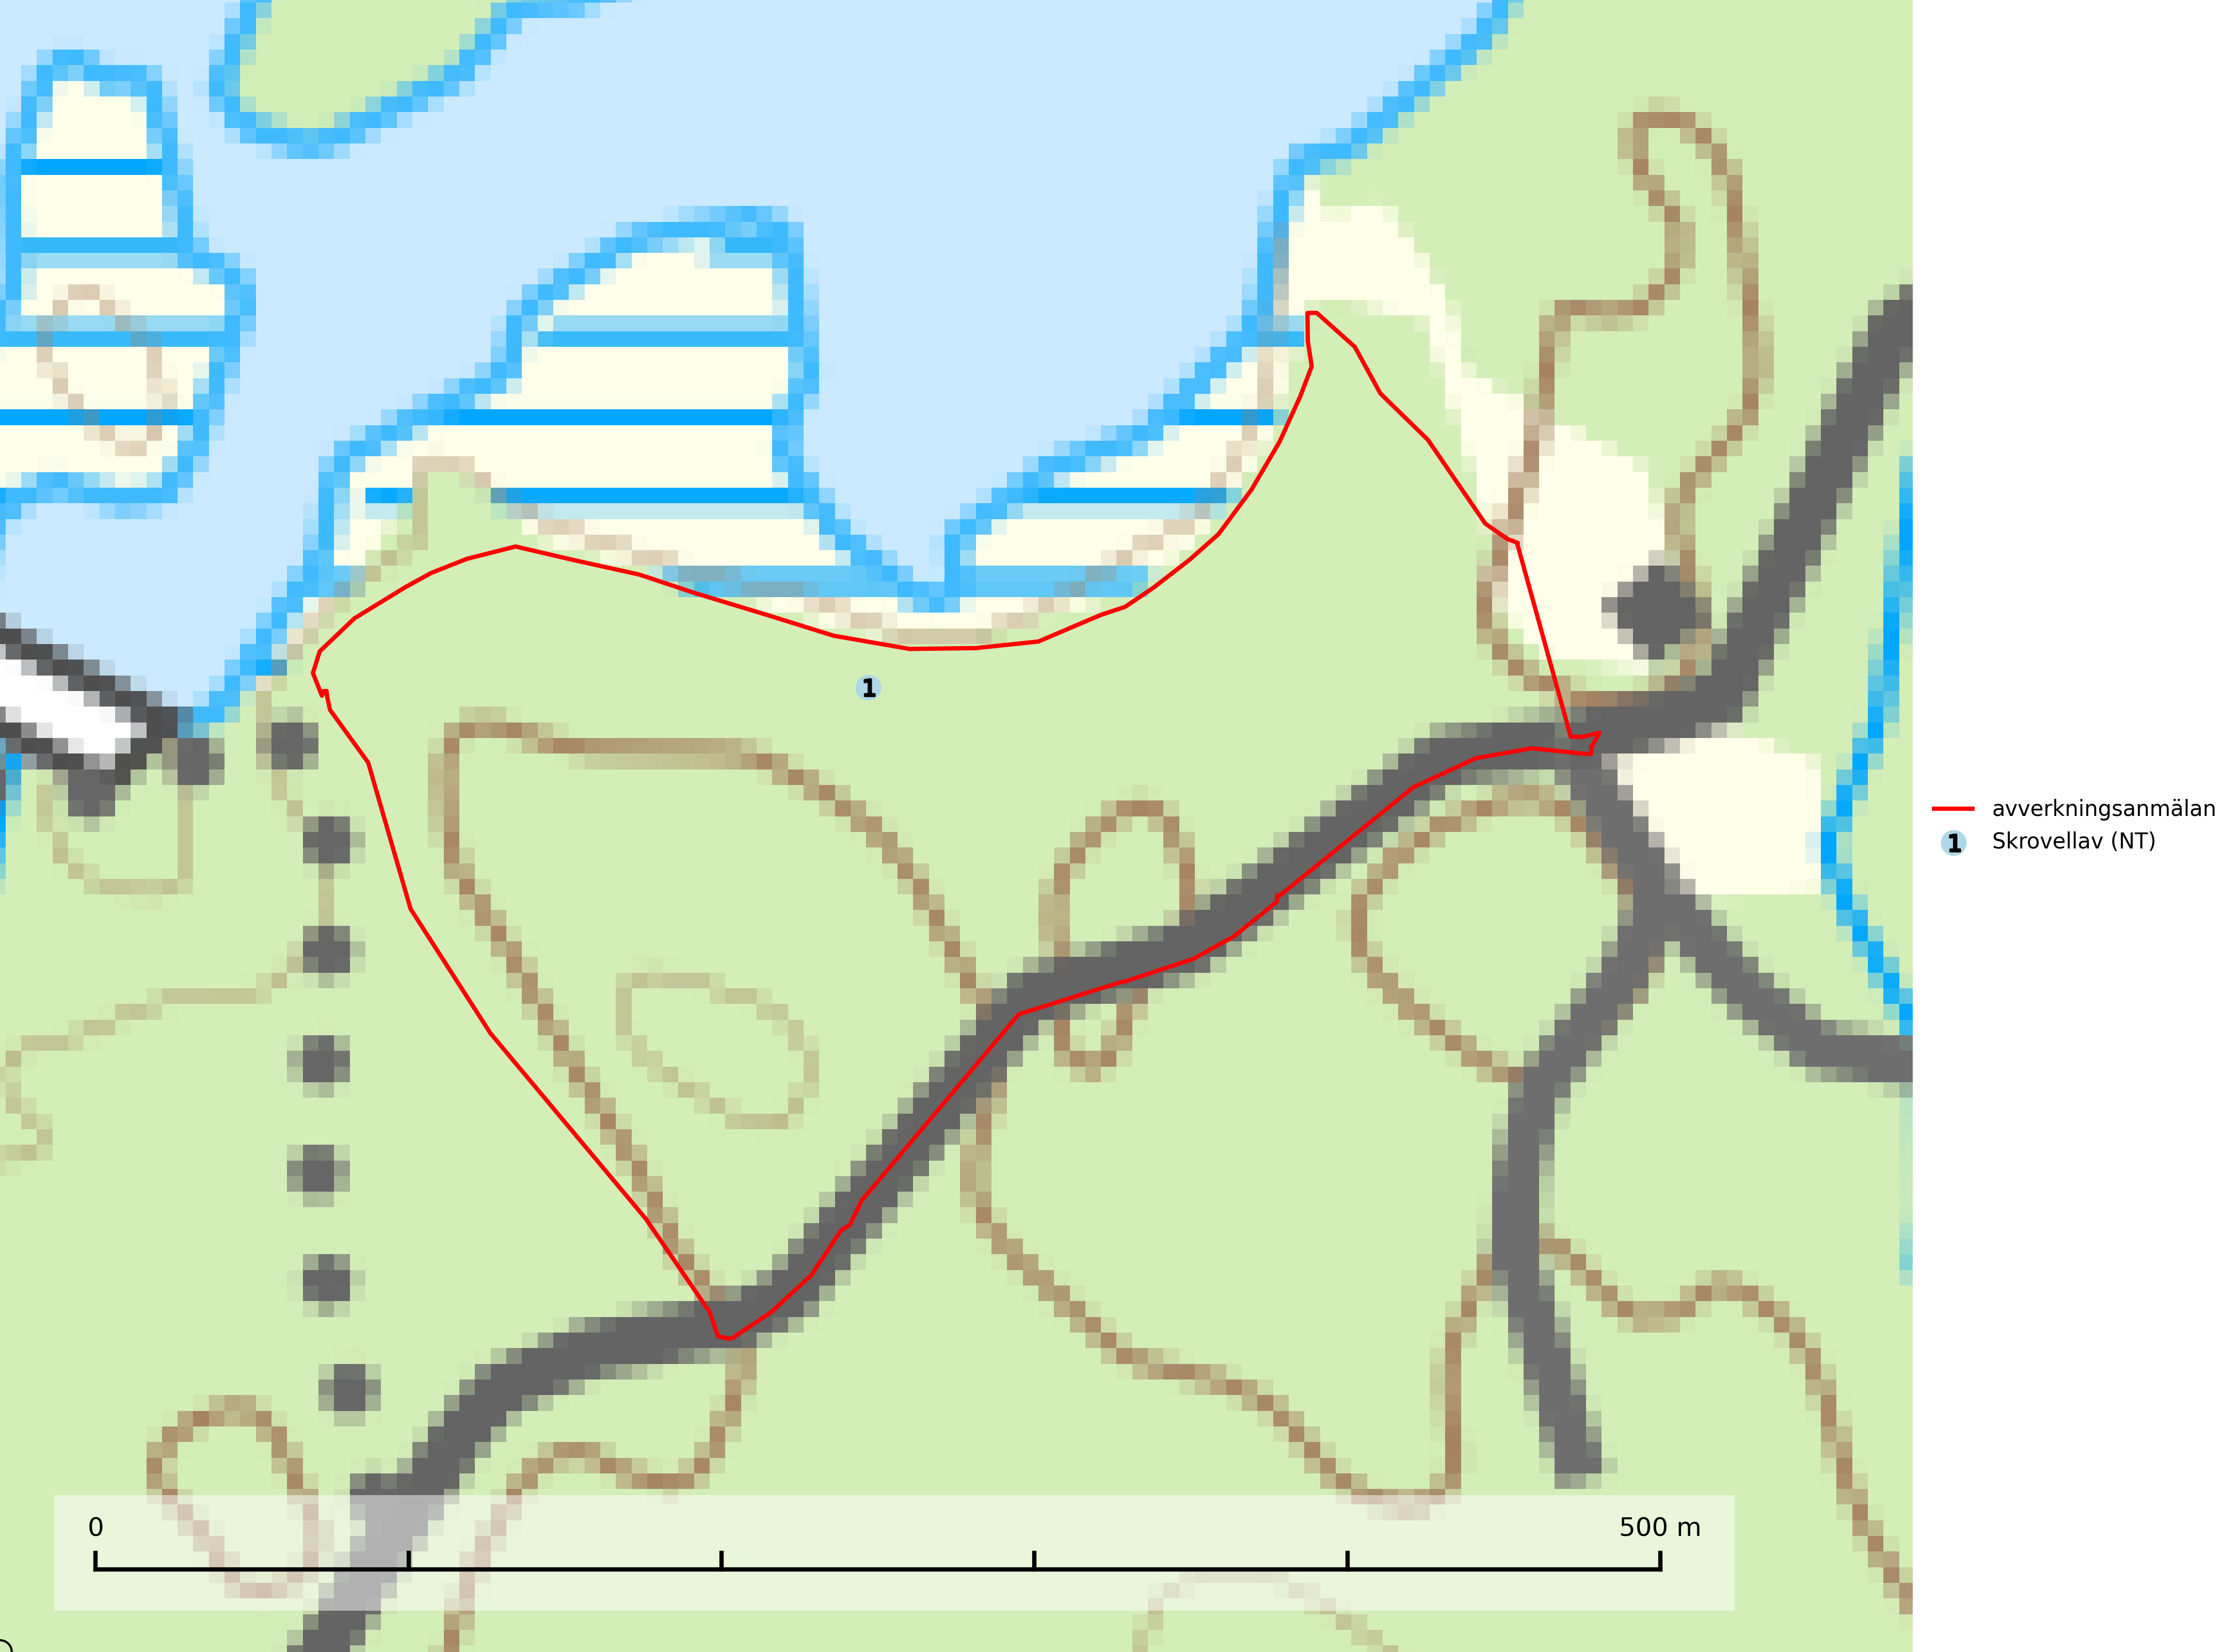 1
avverkningsanmälan
1 Skrovellav (NT)
0 500 m